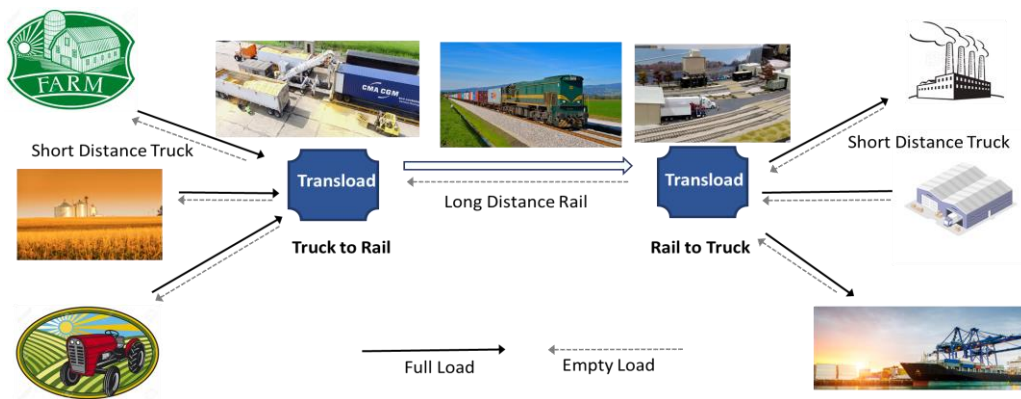 FARM
CMA CGM
Short Distance Truck
Short Distance Truck
Transload
Transload
Long Distance Rail
Truck to Rail
Rail to Truck
Full Load
Empty Load